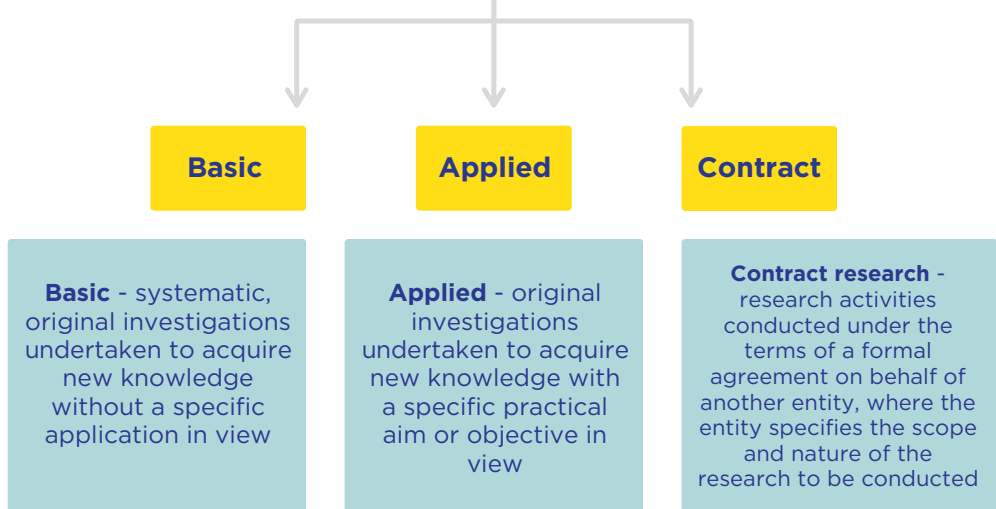 Basic
Applied
Contract
Basic - systematic,
original investigations
undertaken to acquire
new knowledge
without a specific
application in view
Applied - original
investigations
undertaken to acquire
new knowledge with
a specific practical
aim or objective in
view
Contract research -
research activities
conducted under the
terms of a formal
agreement on behalf of
another entity, where the
entity specifies the scope
and nature of the
research to be conducted